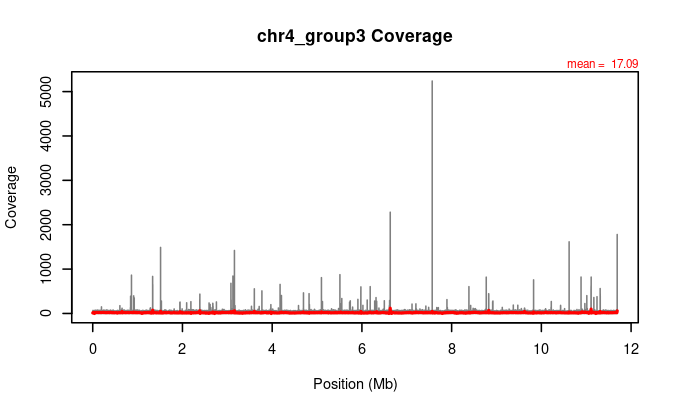 chr4_group3 Coverage
mean = 17.09
Coverage
5000
4000
3000
2000
1000
0
0 2 4 6 8 10 12
Position (Mb)